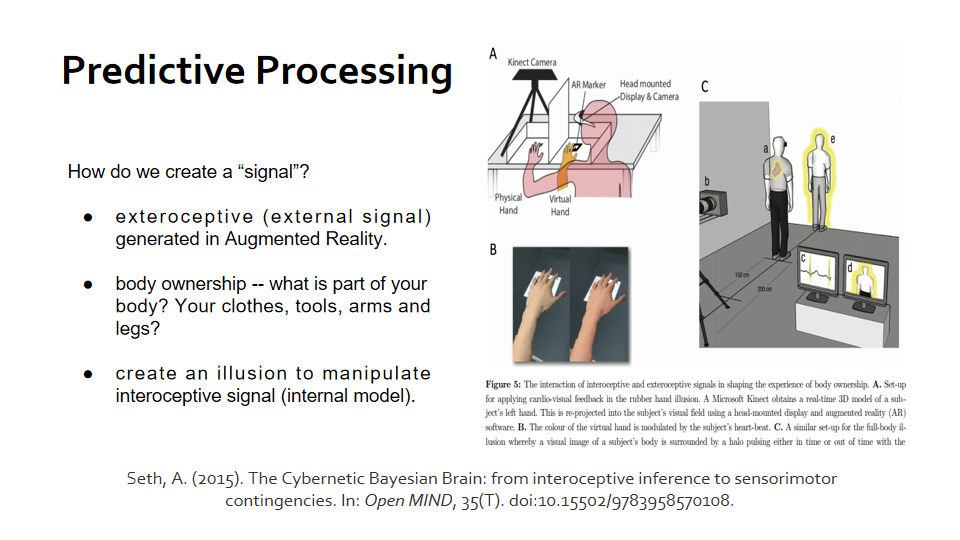 Predictive Processing
How do we create a “signal”?
● exteroceptive (external signal)
generated in Augmented Reality.
● body ownership -- what is part of your
body? Your clothes, tools, arms and
legs?
● create an illusion to manipulate
interoceptive signal (internal model).
A
Kinect Camera
AR Marker
Head mounted
Display & Camera
Physical
Hand
Virtual
Hand
B
C
a
e
b
c
d
150 cm
200 cm
Figure 5: The interaction of interoceptive and exteroceptive signals in shaping the experience of body ownership. A. Set-up
for applying cardio-visual feedback in the rubber hand illusion. A Microsoft Kinect obtains a real-time 3D model of a sub-
ject's left hand. This is re-projected into the subject's visual field using a head-mounted display and augmented reality (AR)
software. B. The colour of the virtual hand is modulated by the subject's heart-beat. C. A similar set-up for the full-body il-
lusion whereby a visual image of a subject's body is surrounded by a halo pulsing either in time or out of time with the
Seth, A. (2015). The Cybernetic Bayesian Brain: from interoceptive inference to sensorimotor
contingencies. In: Open MIND, 35(T). doi:10.15502/9783958570108.